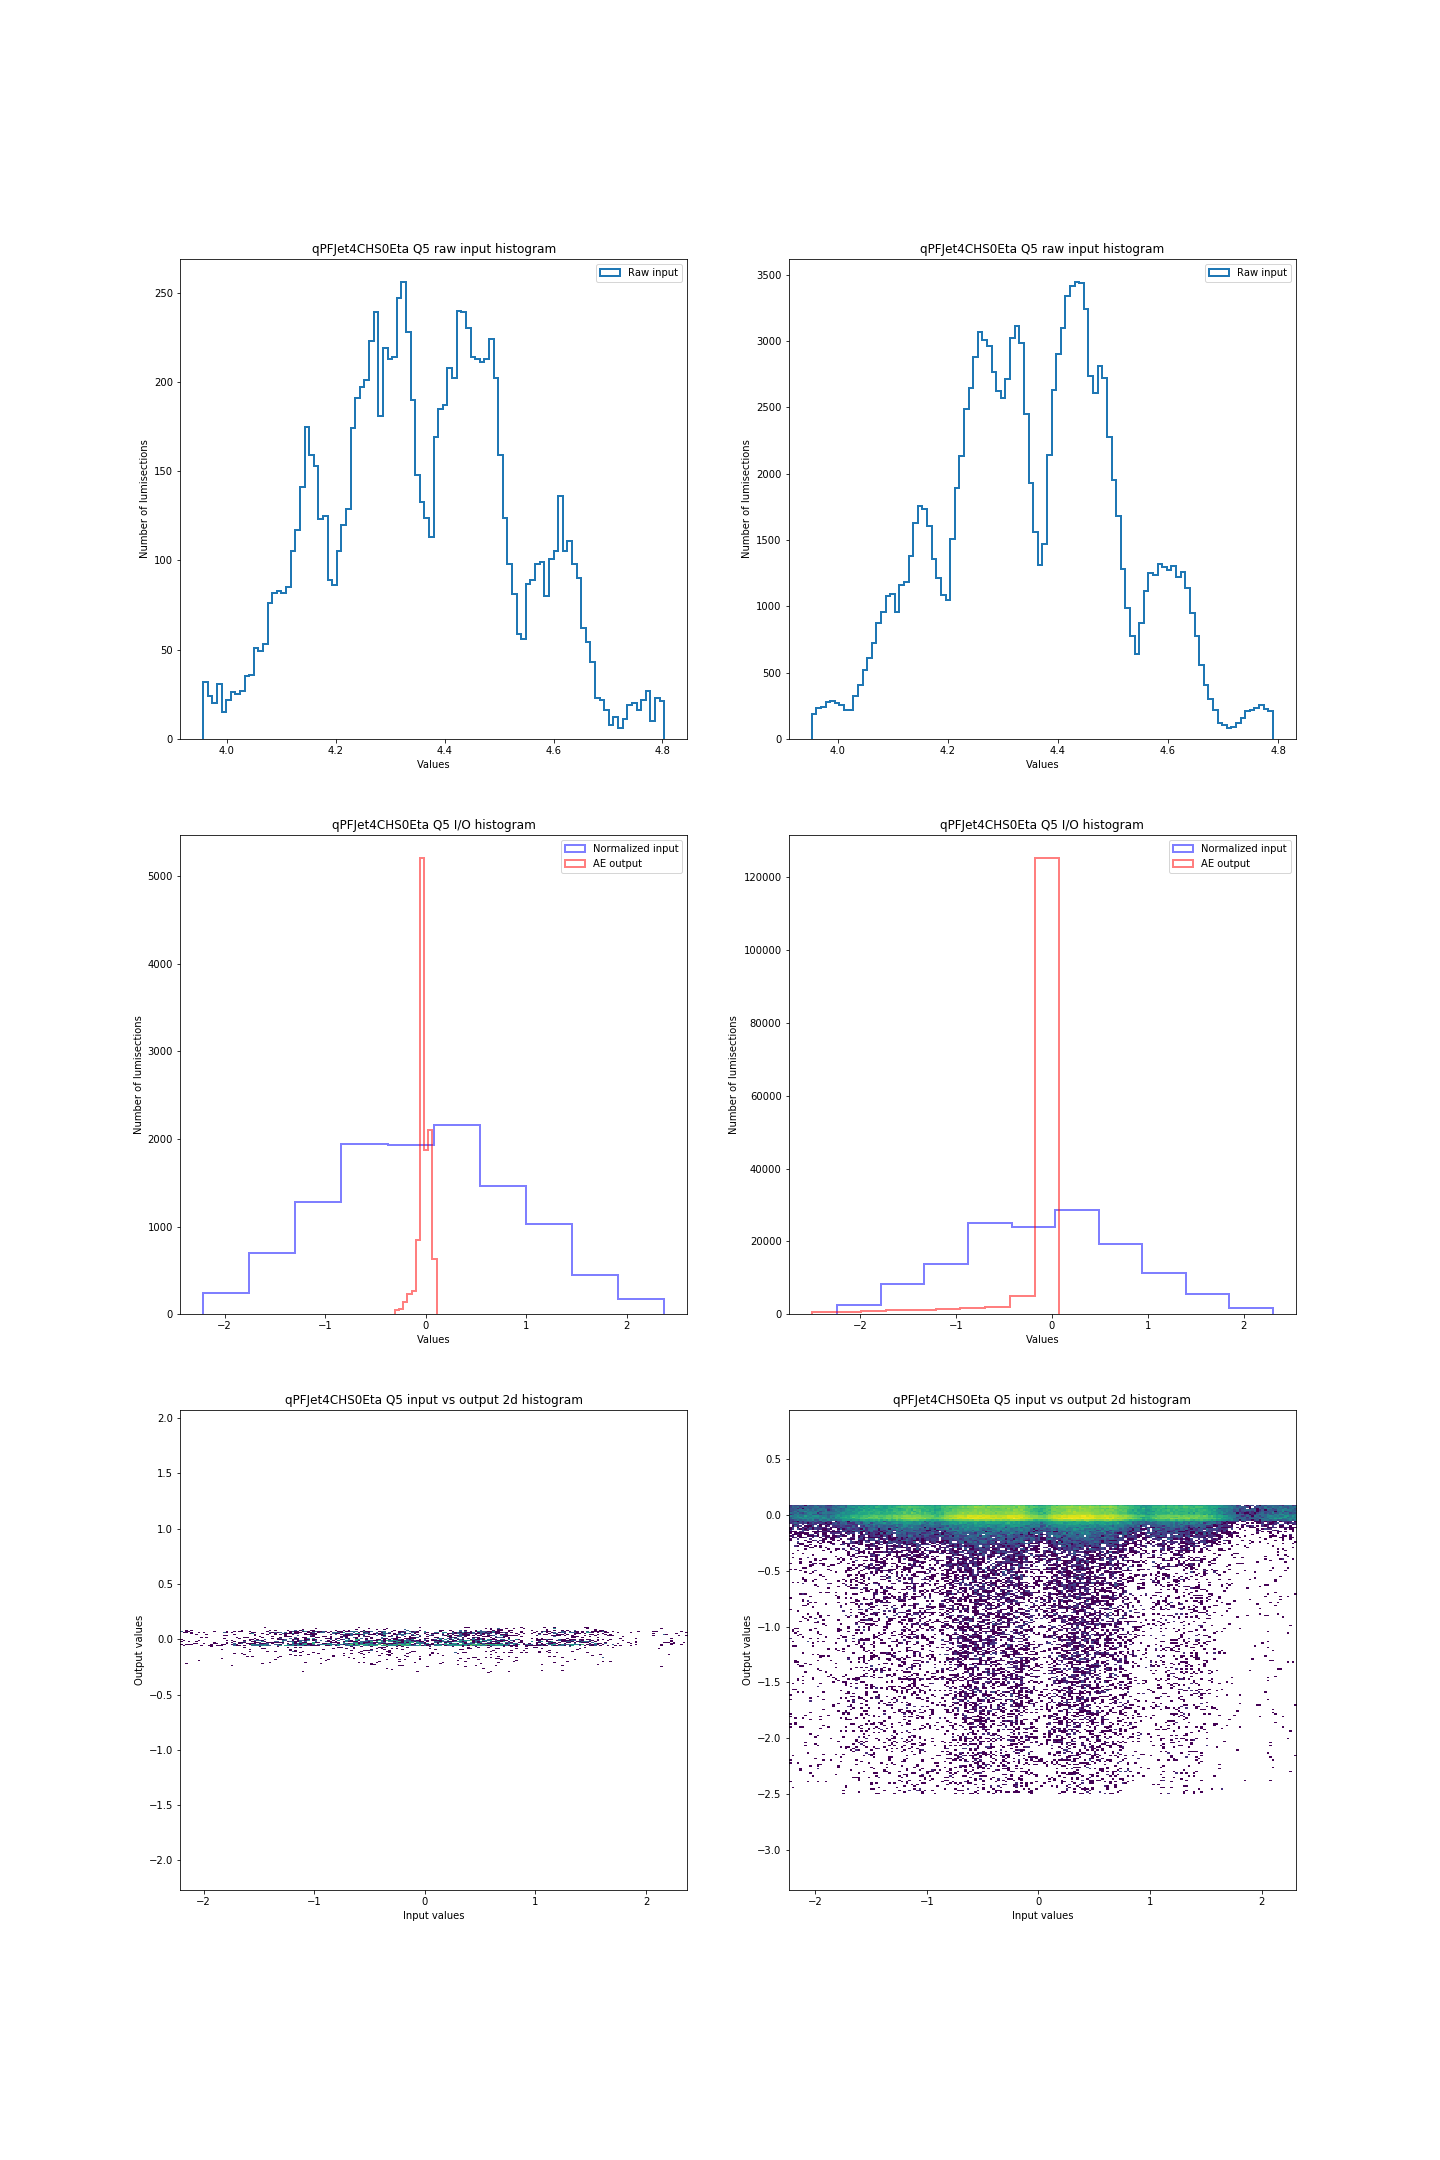 qPFJet4CHS0Eta Q5 raw input histogram
Raw input
Number of lumisections
250
200
150
100
50
0
4.0 4.2 4.4 4.6 4.8
Values
qPFJet4CHS0Eta Q5 raw input histogram
Raw input
Number of lumisections
3500
3000
2500
2000
1500
1000
500
0
4.0 4.2 4.4 4.6 4.8
Values
qPFJet4CHS0Eta Q5 I/O histogram
Normalized input
AE output
Number of lumisections
5000
4000
3000
2000
1000
0
−2 −1 0 1 2
Values
qPFJet4CHS0Eta Q5 I/O histogram
Normalized input
AE output
Number of lumisections
120000
100000
80000
60000
40000
20000
0
−2 −1 0 1 2
Values
qPFJet4CHS0Eta Q5 input vs output 2d histogram
Output values
2.0
1.5
1.0
0.5
0.0
−0.5
−1.0
−1.5
−2.0
−2 −1 0 1 2
Input values
qPFJet4CHS0Eta Q5 input vs output 2d histogram
Output values
0.5
0.0
−0.5
−1.0
−1.5
−2.0
−2.5
−3.0
−2 −1 0 1 2
Input values